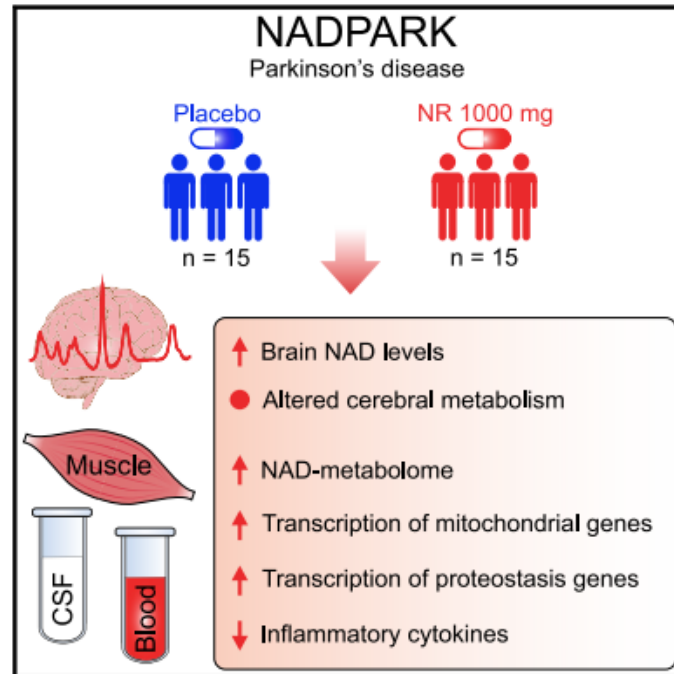 NADPARK
Parkinson's disease
Placebo
NR 1000 mg
n = 15
n = 15
Brain NAD levels
Altered cerebral metabolism
Muscle
NAD-metabolome
Transcription of mitochondrial genes
Transcription of proteostasis genes
Inflammatory cytokines
CSF
Blood